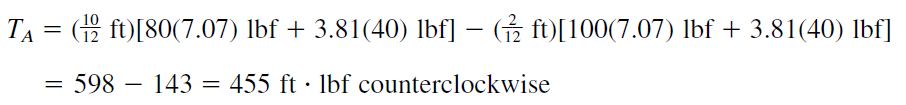 T_A = (10/12 ft)[80(7.07) lbf + 3.81(40) lbf] − (2/12 ft)[100(7.07) lbf + 3.81(40) lbf]
= 598 − 143 = 455 ft · lbf counterclockwise